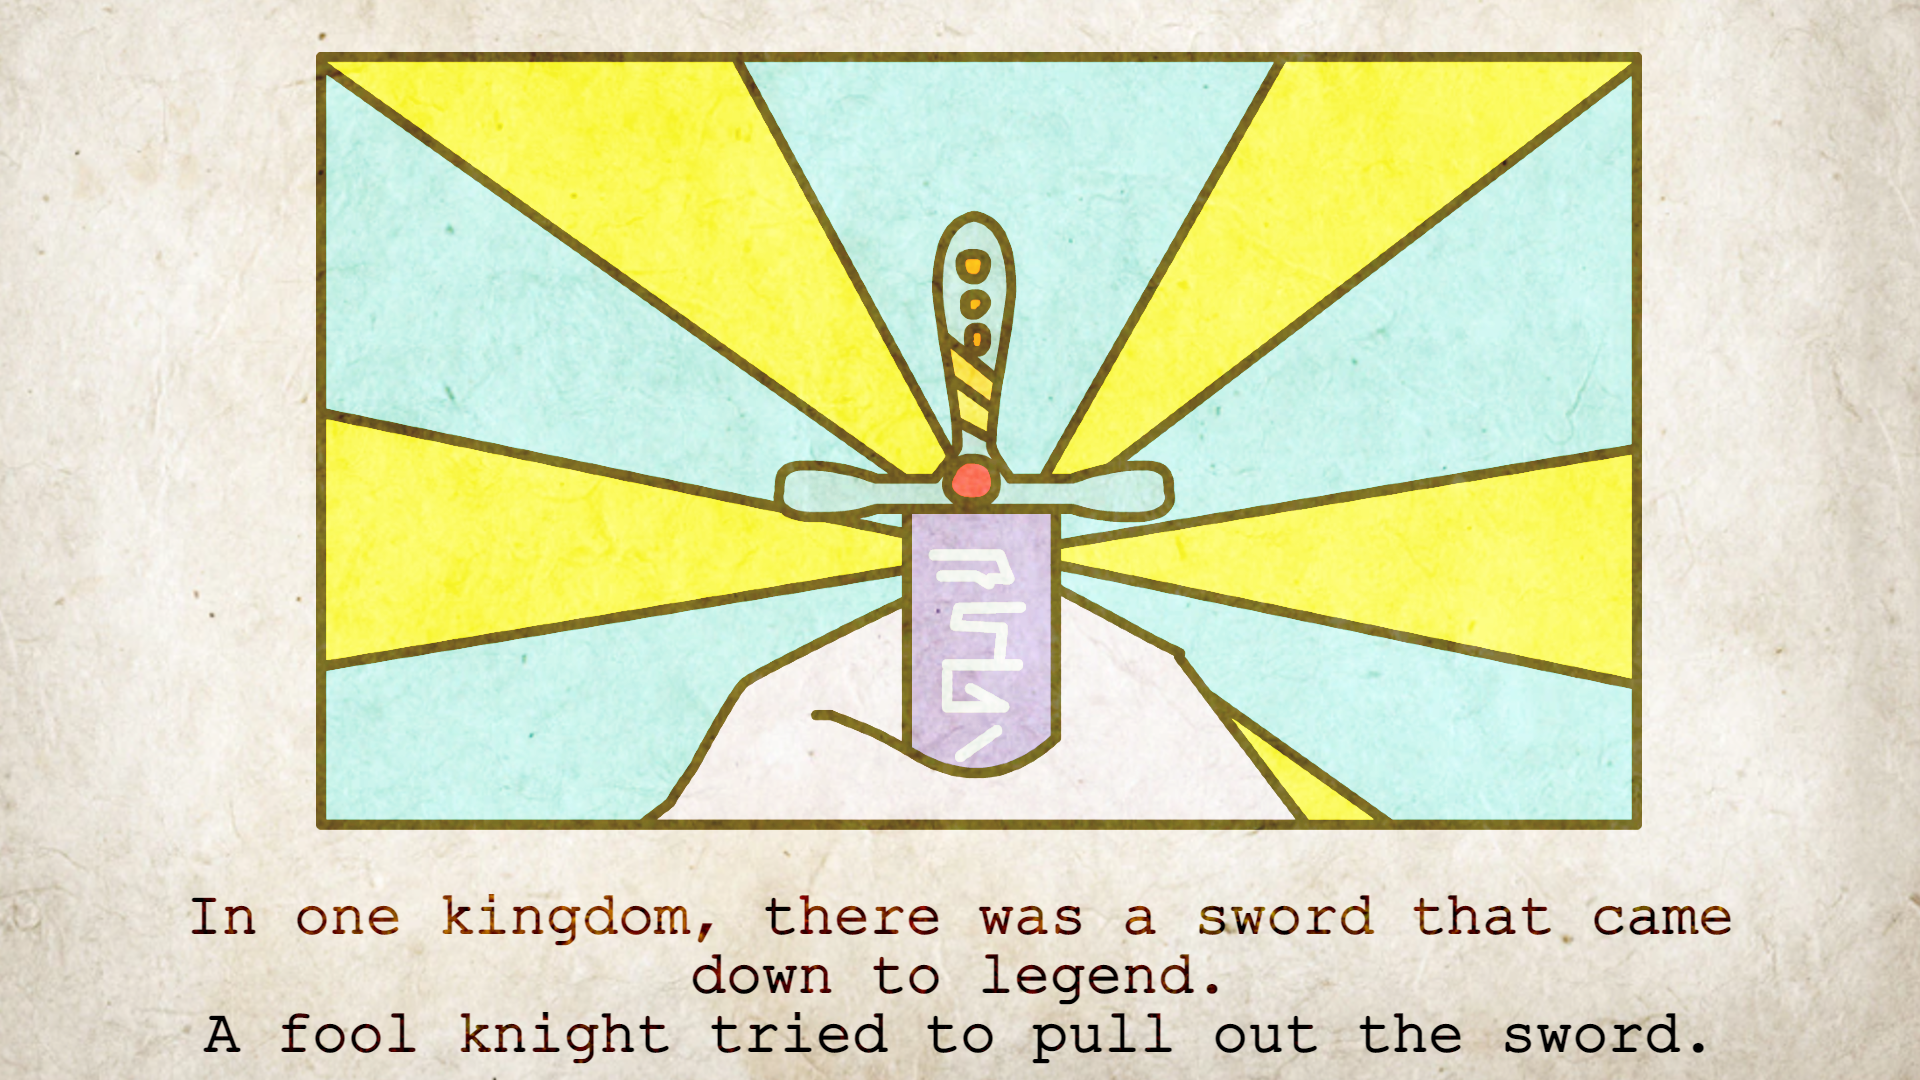 In one kingdom, there was a sword that came
down to legend.
A fool knight tried to pull out the sword.